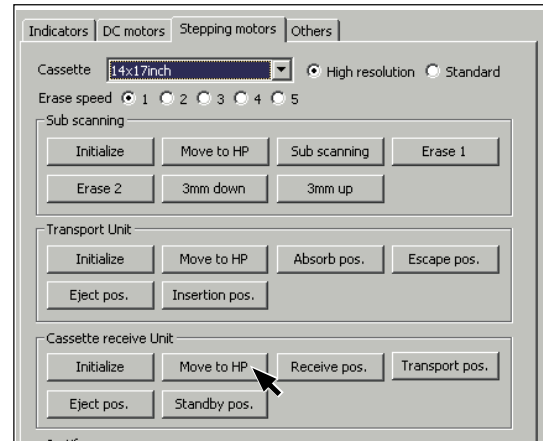 Indicators DC motors Stepping motors Others
Cassette 14x17inch High resolution Standard
Erase speed 1 2 3 4 5
Sub scanning
Initialize Move to HP Sub scanning Erase 1
Erase 2 3mm down 3mm up
Transport Unit
Initialize Move to HP Absorb pos. Escape pos.
Eject pos. Insertion pos.
Cassette receive Unit
Initialize Move to HP Receive pos. Transport pos.
Eject pos. Standby pos.